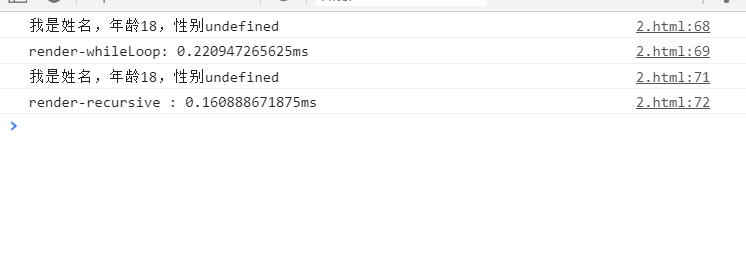 我是姓名，年龄18，性别undefined 2.html:68
render-whileLoop: 0.220947265625ms 2.html:69
我是姓名，年龄18，性别undefined 2.html:71
render-recursive : 0.160888671875ms 2.html:72